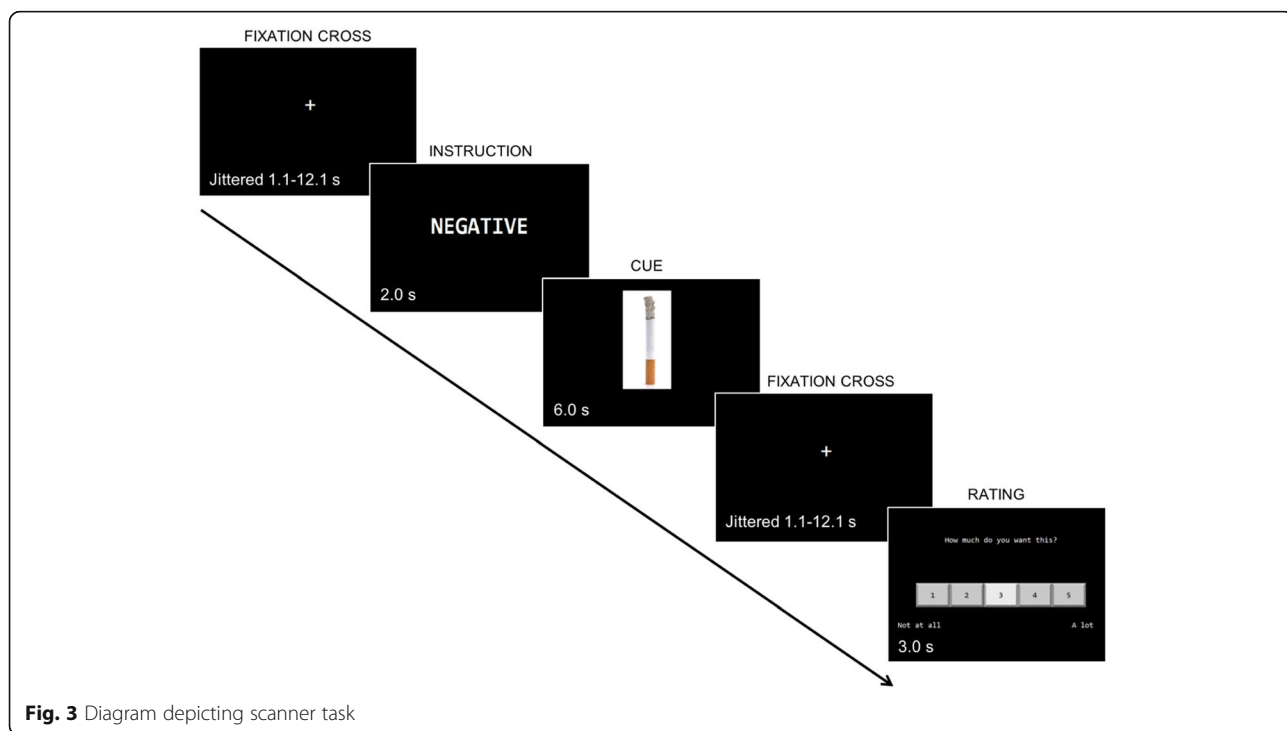 FIXATION CROSS
+
Jittered 1.1-12.1 s
INSTRUCTION
NEGATIVE
2.0 s
CUE
6.0 s
FIXATION CROSS
+
Jittered 1.1-12.1 s
RATING
How much do you want this?
1 2 3 4 5
Not at all A lot
3.0 s
Fig. 3 Diagram depicting scanner task